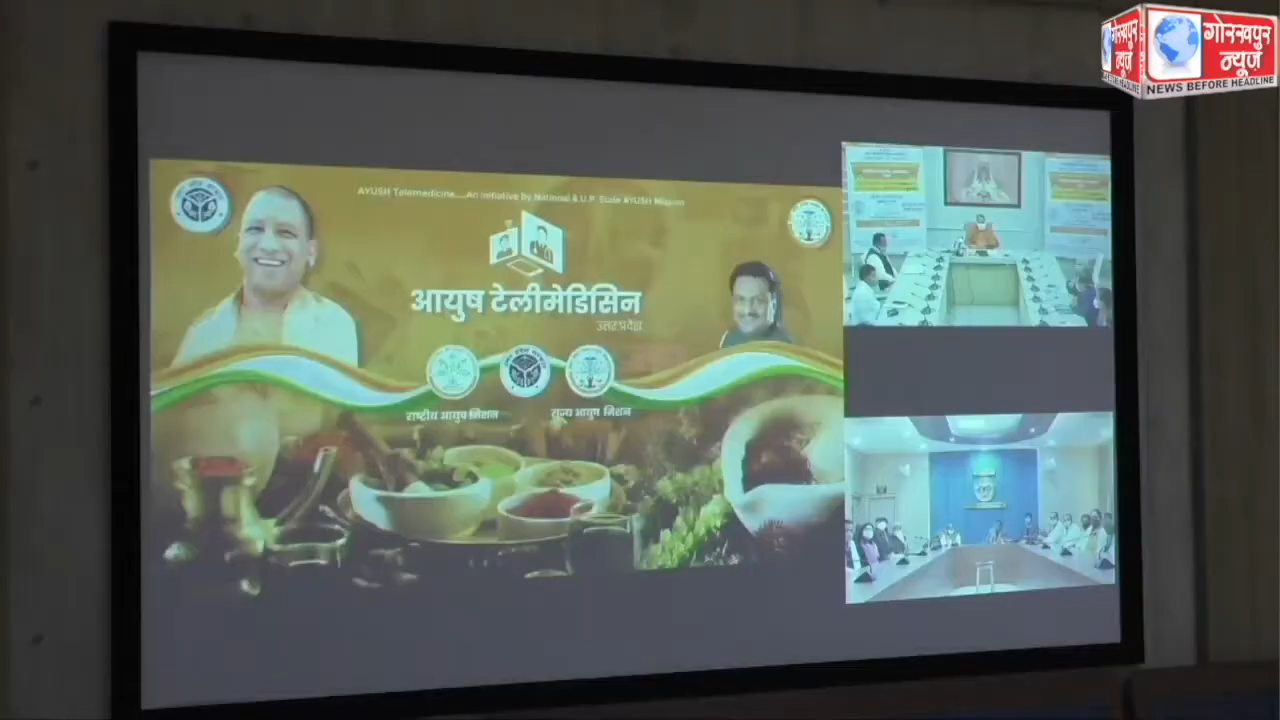 गोरखपुर
न्यूज़
NEWS BEFORE HEADLINE
AYUSH Telemedicine....An Initiative by National & U.P. State AYUSH Mission
आयुष टेलीमेडिसिन
उत्तर प्रदेश
राष्ट्रीय आयुष मिशन
राज्य आयुष मिशन